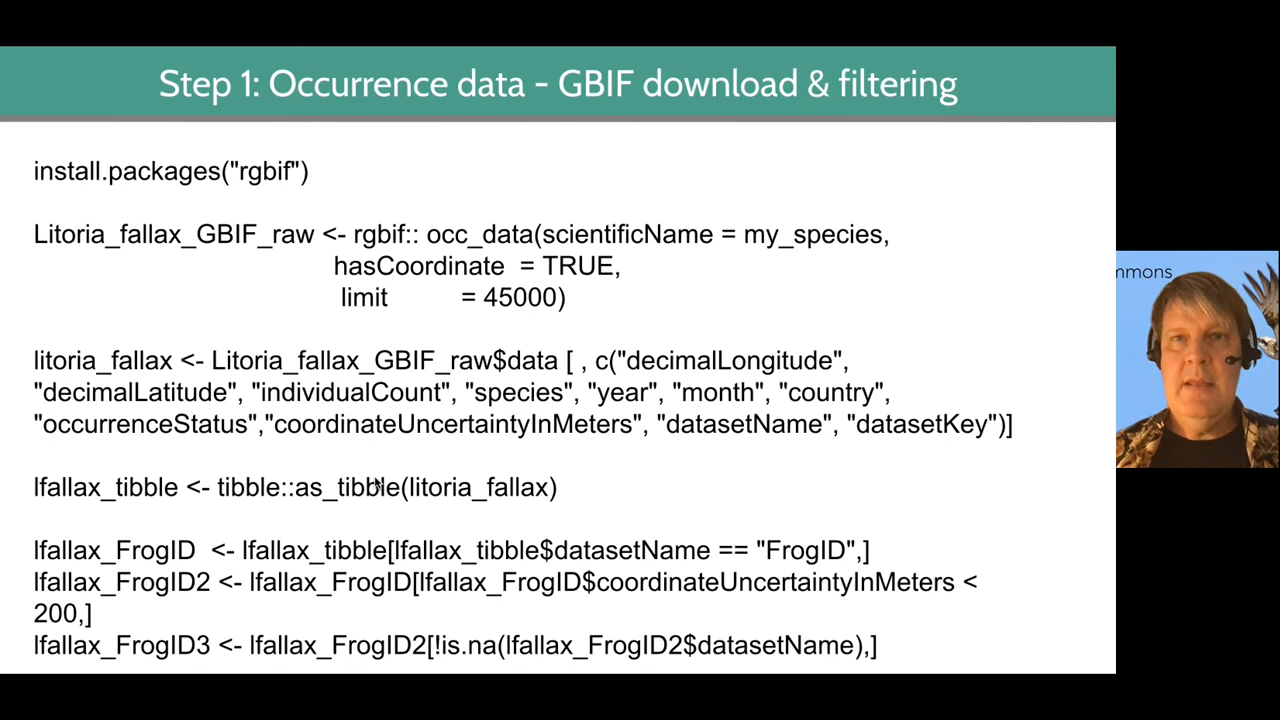 Step 1: Occurrence data - GBIF download & filtering
install.packages("rgbif")
Litoria_fallax_GBIF_raw <- rgbif:: occ_data(scientificName = my_species,
hasCoordinate = TRUE,
limit = 45000)
litoria_fallax <- Litoria_fallax_GBIF_raw$data [ , c("decimalLongitude",
"decimalLatitude", "individualCount", "species", "year", "month", "country",
"occurrenceStatus","coordinateUncertaintyInMeters", "datasetName", "datasetKey")]
lfallax_tibble <- tibble::as_tibble(litoria_fallax)
lfallax_FrogID <- lfallax_tibble[lfallax_tibble$datasetName == "FrogID",]
lfallax_FrogID2 <- lfallax_FrogID[lfallax_FrogID$coordinateUncertaintyInMeters <
200,]
lfallax_FrogID3 <- lfallax_FrogID2[!is.na(lfallax_FrogID2$datasetName),]
mmons